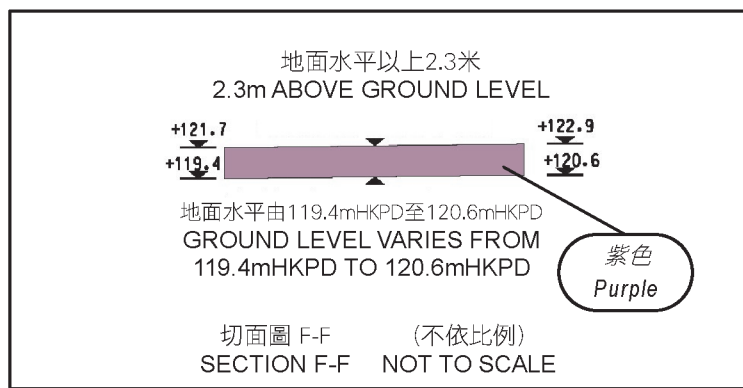 地面水平以上2.3米
2.3m ABOVE GROUND LEVEL
+121.7
+122.9
+119.4
+120.6
地面水平由119.4mHKPD至120.6mHKPD
GROUND LEVEL VARIES FROM
119.4mHKPD TO 120.6mHKPD
紫色
Purple
切面圖 F-F (不依比例)
SECTION F-F NOT TO SCALE